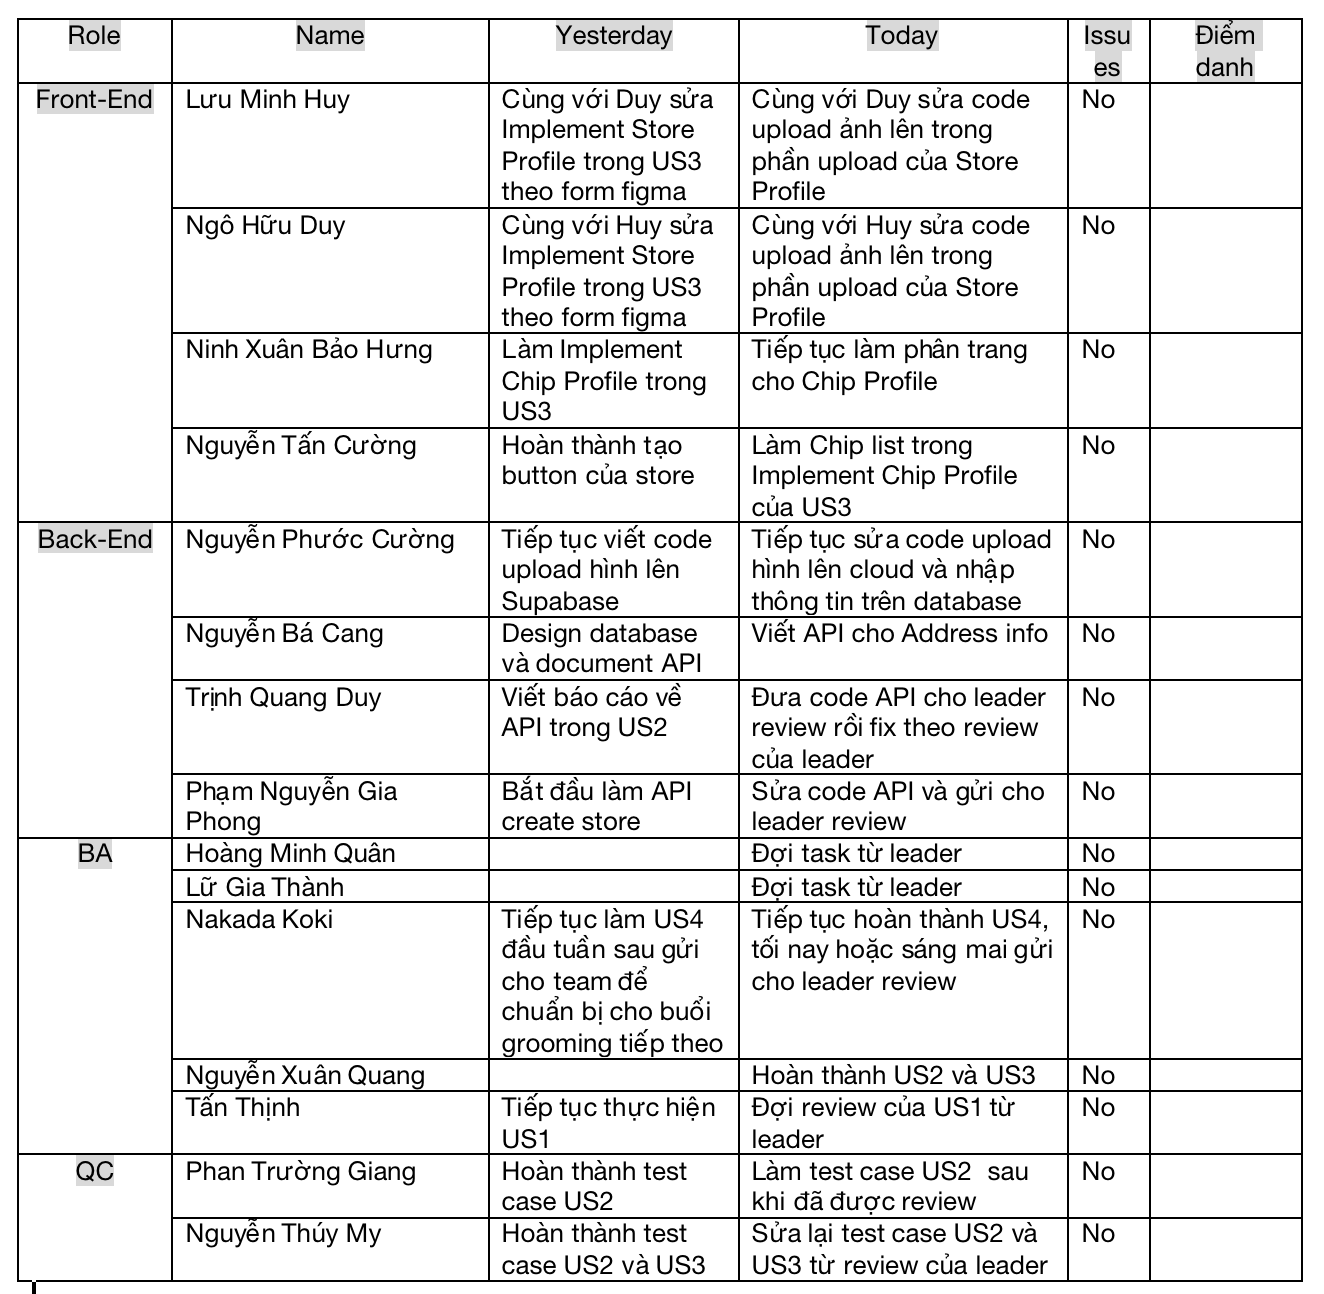 Role Name Yesterday Today Issu Điểm
es danh
Front-End Lưu Minh Huy Cùng với Duy sửa Cùng với Duy sửa code No
Implement Store upload ảnh lên trong
Profile trong US3 phần upload của Store
theo form figma Profile
Ngô Hữu Duy Cùng với Huy sửa Cùng với Huy sửa code No
Implement Store upload ảnh lên trong
Profile trong US3 phần upload của Store
theo form figma Profile
Ninh Xuân Bảo Hưng Làm Implement Tiếp tục làm phân trang No
Chip Profile trong cho Chip Profile
US3
Nguyễn Tấn Cường Hoàn thành tạo Làm Chip list trong No
button của store Implement Chip Profile
của US3
Back-End Nguyễn Phước Cường Tiếp tục viết code Tiếp tục sửa code upload No
upload hình lên hình lên cloud và nhập
Supabase thông tin trên database
Nguyễn Bá Cang Design database Viết API cho Address info No
và document API
Trịnh Quang Duy Viết báo cáo về Đưa code API cho leader No
API trong US2 review rồi fix theo review
của leader
Phạm Nguyễn Gia Bắt đầu làm API Sửa code API và gửi cho No
Phong create store leader review
BA Hoàng Minh Quân Đợi task từ leader No
Lữ Gia Thành Đợi task từ leader No
Nakada Koki Tiếp tục làm US4 Tiếp tục hoàn thành US4, No
đầu tuần sau gửi tối nay hoặc sáng mai gửi
cho team để cho leader review
chuẩn bị cho buổi
grooming tiếp theo
Nguyễn Xuân Quang Hoàn thành US2 và US3 No
Tấn Thịnh Tiếp tục thực hiện Đợi review của US1 từ No
US1 leader
QC Phan Trường Giang Hoàn thành test Làm test case US2 sau No
case US2 khi đã được review
Nguyễn Thúy My Hoàn thành test Sửa lại test case US2 và No
case US2 và US3 US3 từ review của leader